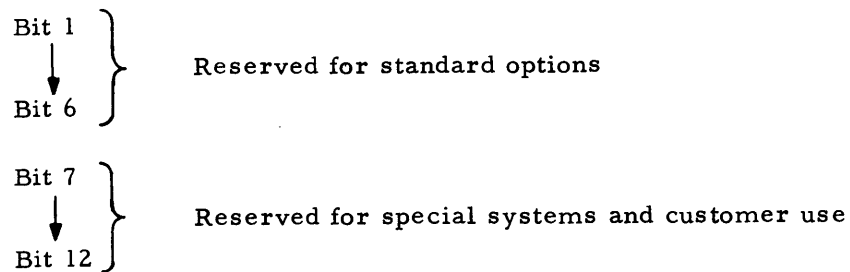 Bit 1
Reserved for standard options
Bit 6
Bit 7
Reserved for special systems and customer use
Bit 12